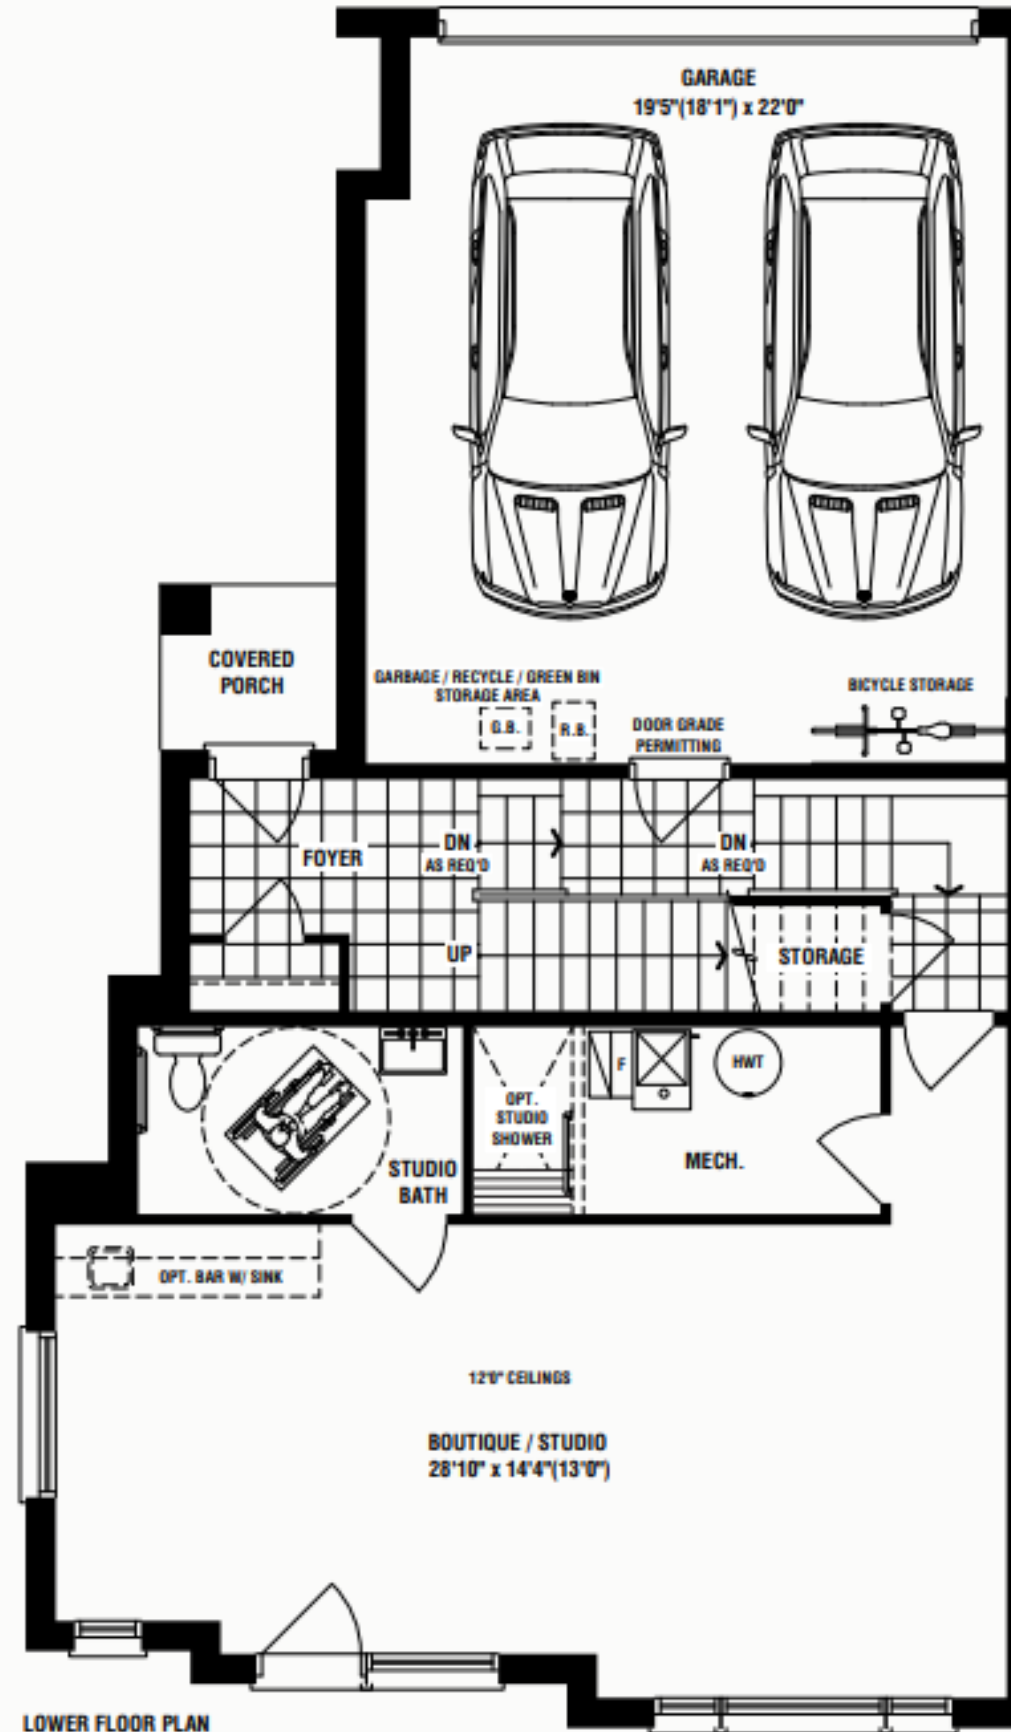 GARAGE
19'5"(18'1") x 22'0"
COVERED
PORCH
GARBAGE / RECYCLE / GREEN BIN
STORAGE AREA
G.B.
R.B.
DOOR GRADE
PERMITTING
BICYCLE STORAGE
FOYER
DN
AS REQ'D
DN
AS REQ'D
UP
STORAGE
OPT.
STUDIO
SHOWER
F
HWT
MECH.
STUDIO
BATH
OPT. BAR W/ SINK
12'0" CEILINGS
BOUTIQUE / STUDIO
28'10" x 14'4"(13'0")
LOWER FLOOR PLAN